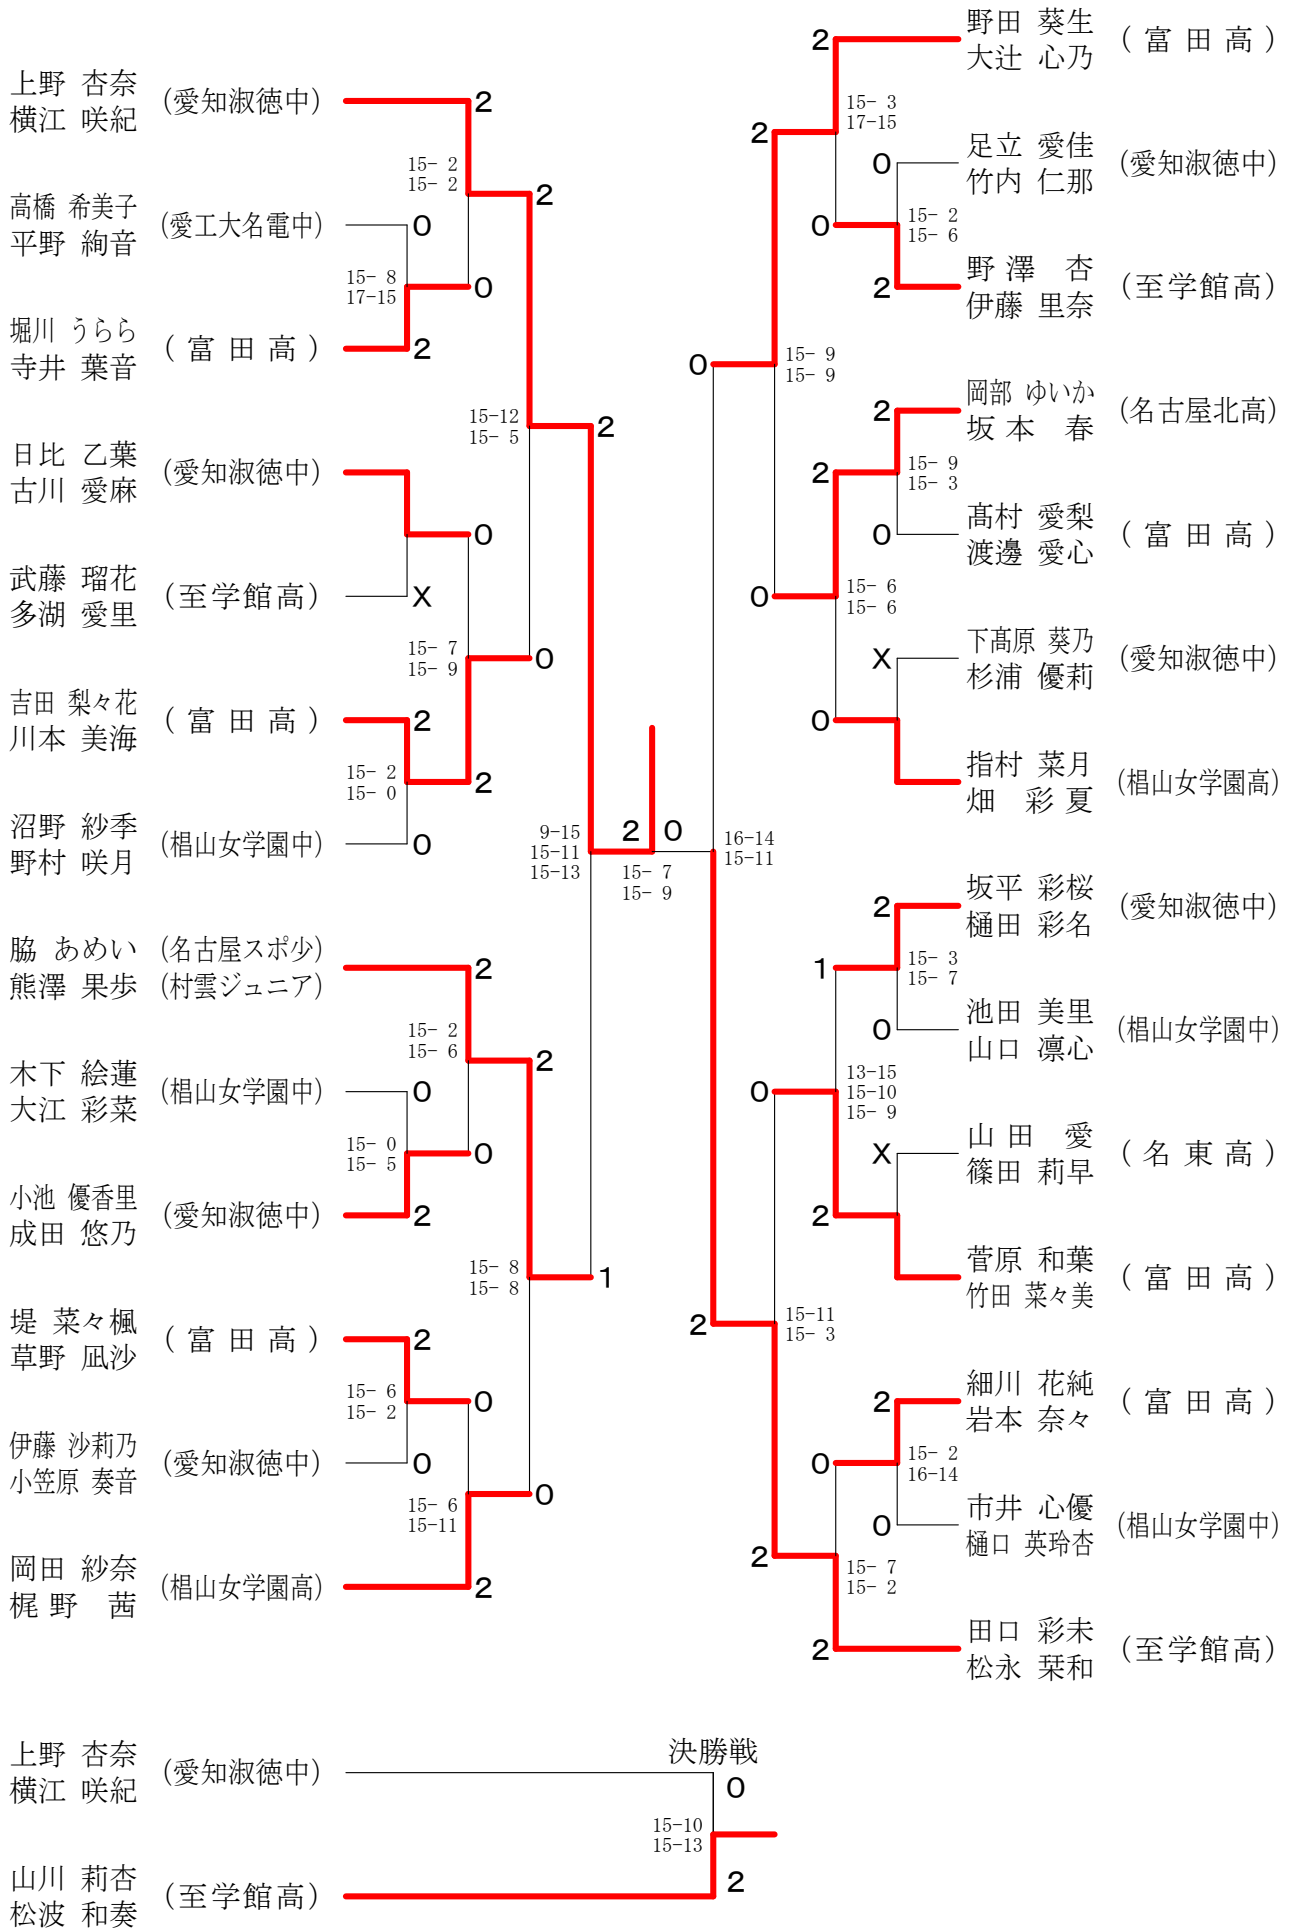 上野 杏奈
横江 咲紀
(愛知淑徳中)
2
15- 2
15- 2
2
高橋 希美子
平野 絢音
(愛工大名電中)
0
15- 8
17-15
0
堀川 うらら
寺井 葉音
(富田高)
2
15-12
15- 5
2
日比 乙葉
古川 愛麻
(愛知淑徳中)
0
武藤 瑠花
多湖 愛里
(至学館高)
X
15- 7
15- 9
0
吉田 梨々花
川本 美海
(富田高)
2
15- 2
15- 0
2
沼野 紗季
野村 咲月
(椙山女学園中)
0
9-15
15-11
15-13
2
0
15- 7
15- 9
脇 あめい
熊澤 果歩
(名古屋スポ少)
(村雲ジュニア)
2
15- 2
15- 6
2
木下 絵蓮
大江 彩菜
(椙山女学園中)
0
15- 0
15- 5
0
小池 優香里
成田 悠乃
(愛知淑徳中)
2
15- 8
15- 8
1
堤 菜々楓
草野 凪沙
(富田高)
2
15- 6
15- 2
0
伊藤 沙莉乃
小笠原 奏音
(愛知淑徳中)
0
15- 6
15-11
0
岡田 紗奈
梶野 茜
(椙山女学園高)
2
2
野田 葵生
大辻 心乃
(富田高)
15- 3
17-15
2
0
足立 愛佳
竹内 仁那
(愛知淑徳中)
0
15- 2
15- 6
2
野澤 杏
伊藤 里奈
(至学館高)
0
15- 9
15- 9
2
岡部 ゆいか
坂本 春
(名古屋北高)
2
15- 9
15- 3
0
髙村 愛梨
渡邊 愛心
(富田高)
0
15- 6
15- 6
X
下髙原 葵乃
杉浦 優莉
(愛知淑徳中)
0
指村 菜月
畑 彩夏
(椙山女学園高)
16-14
15-11
2
坂平 彩桜
樋田 彩名
(愛知淑徳中)
1
15- 3
15- 7
0
池田 美里
山口 凛心
(椙山女学園中)
0
13-15
15-10
15- 9
X
山田 愛
篠田 莉早
(名東高)
2
菅原 和葉
竹田 菜々美
(富田高)
2
15-11
15- 3
2
細川 花純
岩本 奈々
(富田高)
0
15- 2
16-14
0
市井 心優
樋口 英玲杏
(椙山女学園中)
2
15- 7
15- 2
2
田口 彩未
松永 栞和
(至学館高)
決勝戦
上野 杏奈
横江 咲紀
(愛知淑徳中)
0
15-10
15-13
山川 莉杏
松波 和奏
(至学館高)
2